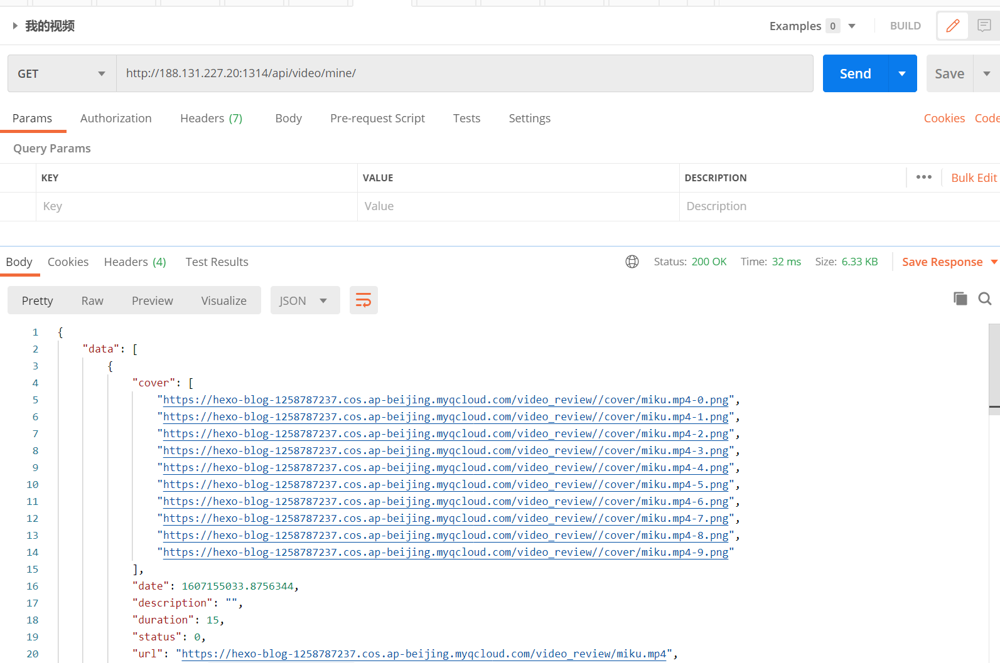 我的视频
Examples 0 BUILD
GET http://188.131.227.20:1314/api/video/mine/ Send Save
Params Authorization Headers (7) Body Pre-request Script Tests Settings Cookies Code
Query Params
KEY VALUE DESCRIPTION ••• Bulk Edit
Key Value Description
Body Cookies Headers (4) Test Results Status: 200 OK Time: 32 ms Size: 6.33 KB Save Response
Pretty Raw Preview Visualize JSON
1 {
2 "data": [
3 {
4 "cover": [
5 "https://hexo-blog-1258787237.cos.ap-beijing.myqcloud.com/video_review//cover/miku.mp4-0.png",
6 "https://hexo-blog-1258787237.cos.ap-beijing.myqcloud.com/video_review//cover/miku.mp4-1.png",
7 "https://hexo-blog-1258787237.cos.ap-beijing.myqcloud.com/video_review//cover/miku.mp4-2.png",
8 "https://hexo-blog-1258787237.cos.ap-beijing.myqcloud.com/video_review//cover/miku.mp4-3.png",
9 "https://hexo-blog-1258787237.cos.ap-beijing.myqcloud.com/video_review//cover/miku.mp4-4.png",
10 "https://hexo-blog-1258787237.cos.ap-beijing.myqcloud.com/video_review//cover/miku.mp4-5.png",
11 "https://hexo-blog-1258787237.cos.ap-beijing.myqcloud.com/video_review//cover/miku.mp4-6.png",
12 "https://hexo-blog-1258787237.cos.ap-beijing.myqcloud.com/video_review//cover/miku.mp4-7.png",
13 "https://hexo-blog-1258787237.cos.ap-beijing.myqcloud.com/video_review//cover/miku.mp4-8.png",
14 "https://hexo-blog-1258787237.cos.ap-beijing.myqcloud.com/video_review//cover/miku.mp4-9.png"
15 ],
16 "date": 1607155033.8756344,
17 "description": "",
18 "duration": 15,
19 "status": 0,
20 "url": "https://hexo-blog-1258787237.cos.ap-beijing.myqcloud.com/video_review/miku.mp4",